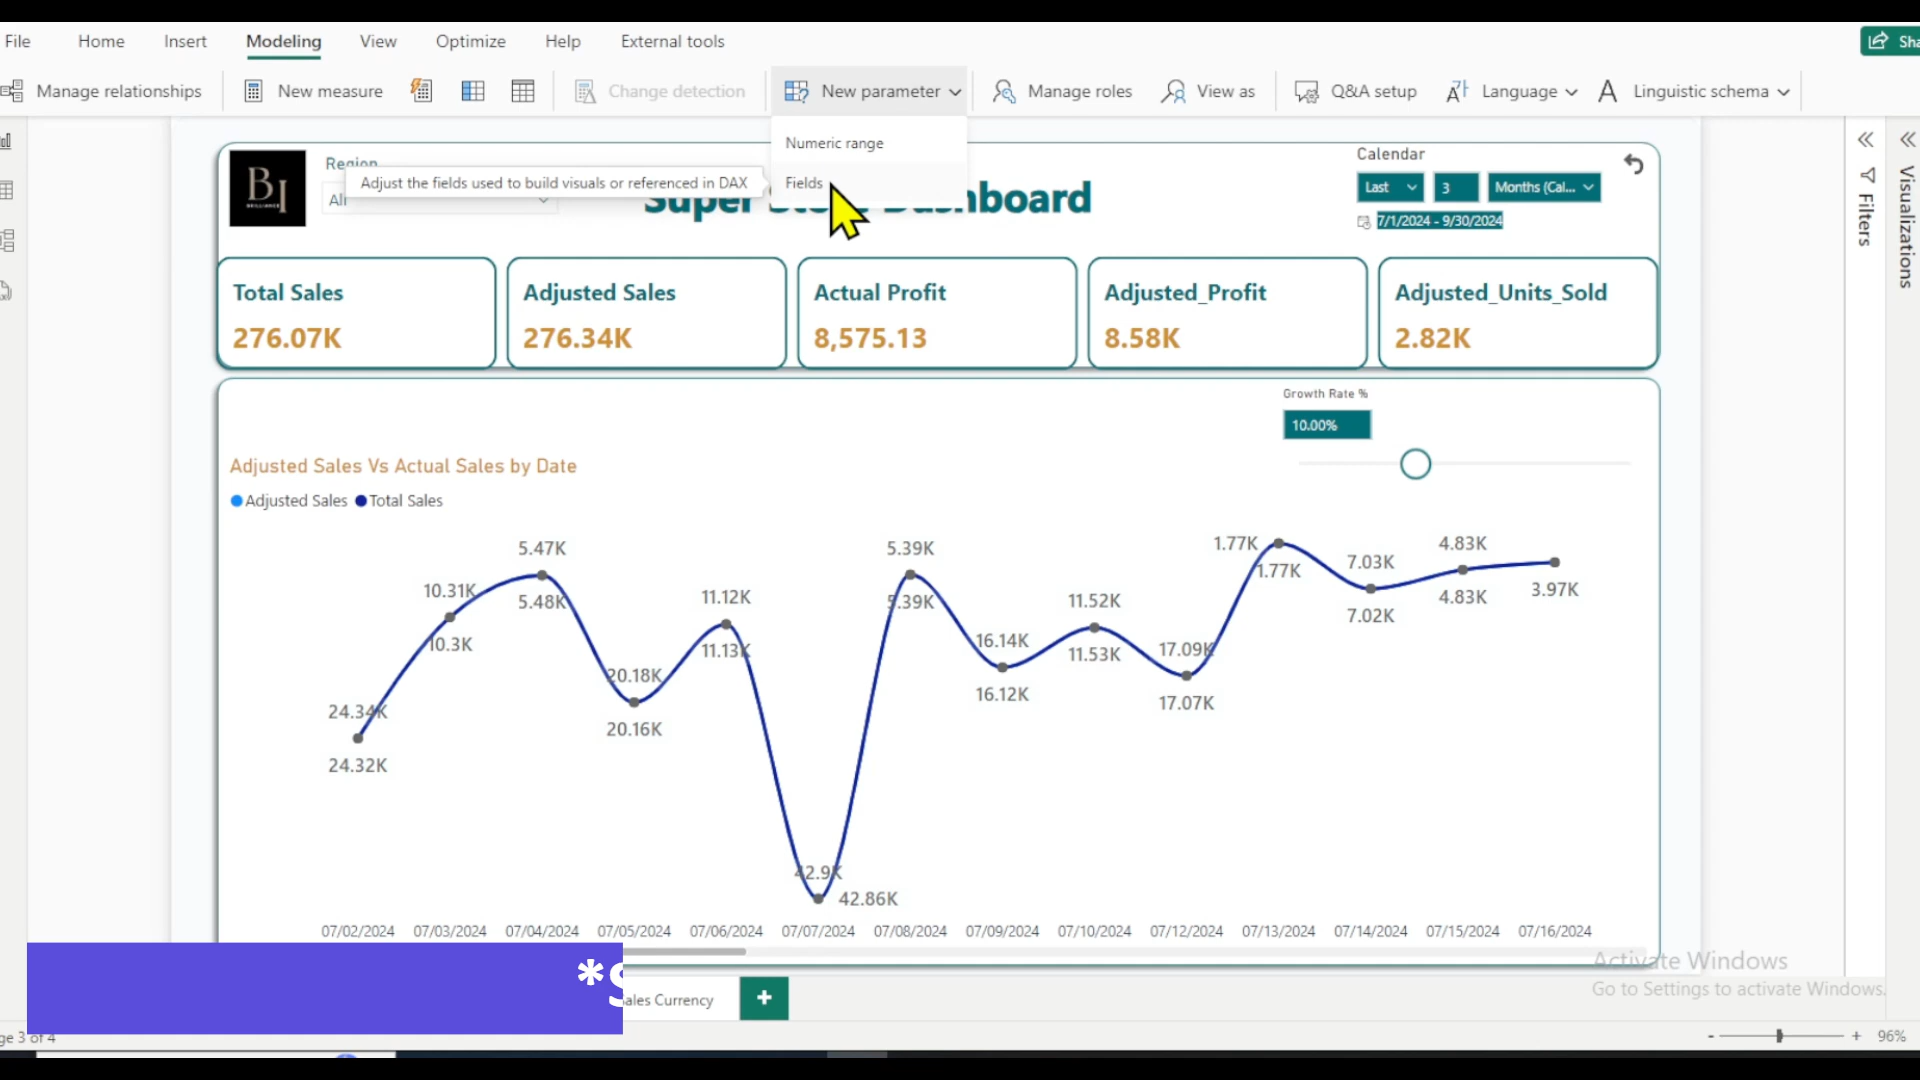 File Home Insert Modeling View Optimize Help External tools
Manage relationships New measure Change detection New parameter Manage roles View as Q&A setup Language Linguistic schema
Numeric range
Fields
Adjust the fields used to build visuals or referenced in DAX
BI
BRILLIANCE
Region
All
Super
Calendar
Last 3 Months (Cal...
7/1/2024 - 9/30/2024
Filters
Visualizations
Total Sales
276.07K
Adjusted Sales
276.34K
Actual Profit
8,575.13
Adjusted_Profit
8.58K
Adjusted_Units_Sold
2.82K
Growth Rate %
10.00%
Adjusted Sales Vs Actual Sales by Date
Adjusted Sales Total Sales
24.34K
24.32K
10.31K
10.3K
5.47K
5.48K
20.18K
20.16K
11.12K
11.13K
42.9K
42.86K
5.39K
5.39K
16.14K
16.12K
11.52K
11.53K
17.09K
17.07K
1.77K
1.77K
7.03K
7.02K
4.83K
4.83K
3.97K
07/02/2024 07/03/2024 07/04/2024 07/05/2024 07/06/2024 07/07/2024 07/08/2024 07/09/2024 07/10/2024 07/12/2024 07/13/2024 07/14/2024 07/15/2024 07/16/2024
Activate Windows
Go to Settings to activate Windows.
*S
ales Currency
+
ge 3 of 4
- + 96%